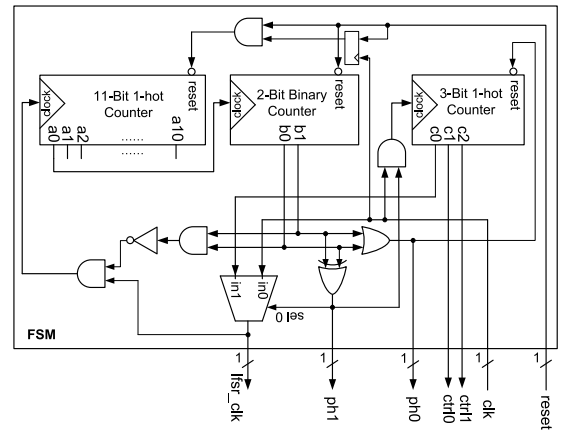 11-Bit 1-hot
Counter
clock
reset
a0
a1
a2
......
......
a10
2-Bit Binary
Counter
clock
reset
b0
b1
3-Bit 1-hot
Counter
clock
reset
c0
c1
c2
in1
in0
sel 0
FSM
1
1
1
1
1
lfsr_clk
ph1
ph0
ctrl0
ctrl1
clk
reset